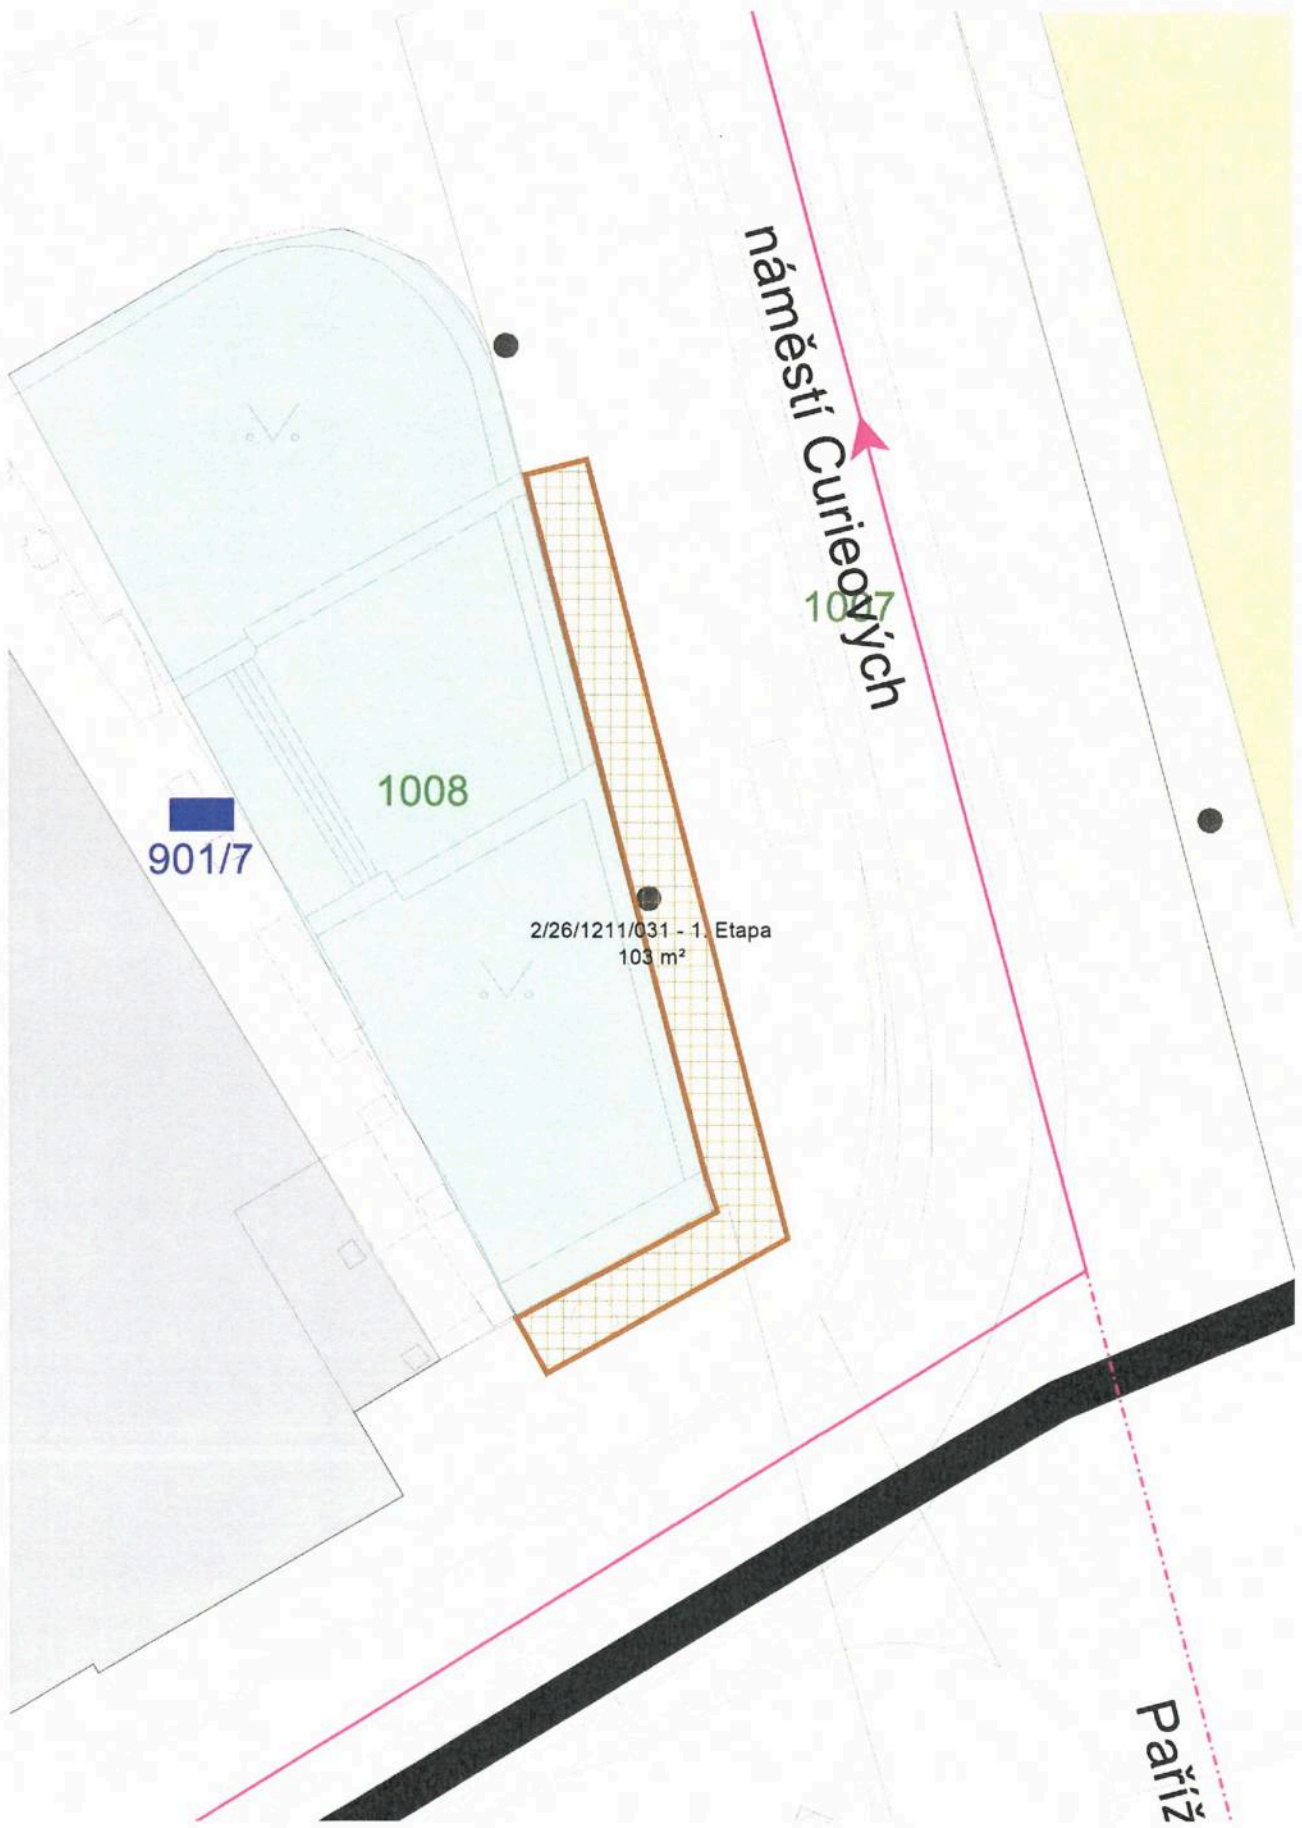 náměstí Curieových
1007
1008
901/7
2/26/1211/031 - 1. Etapa
103 m²
Paříž